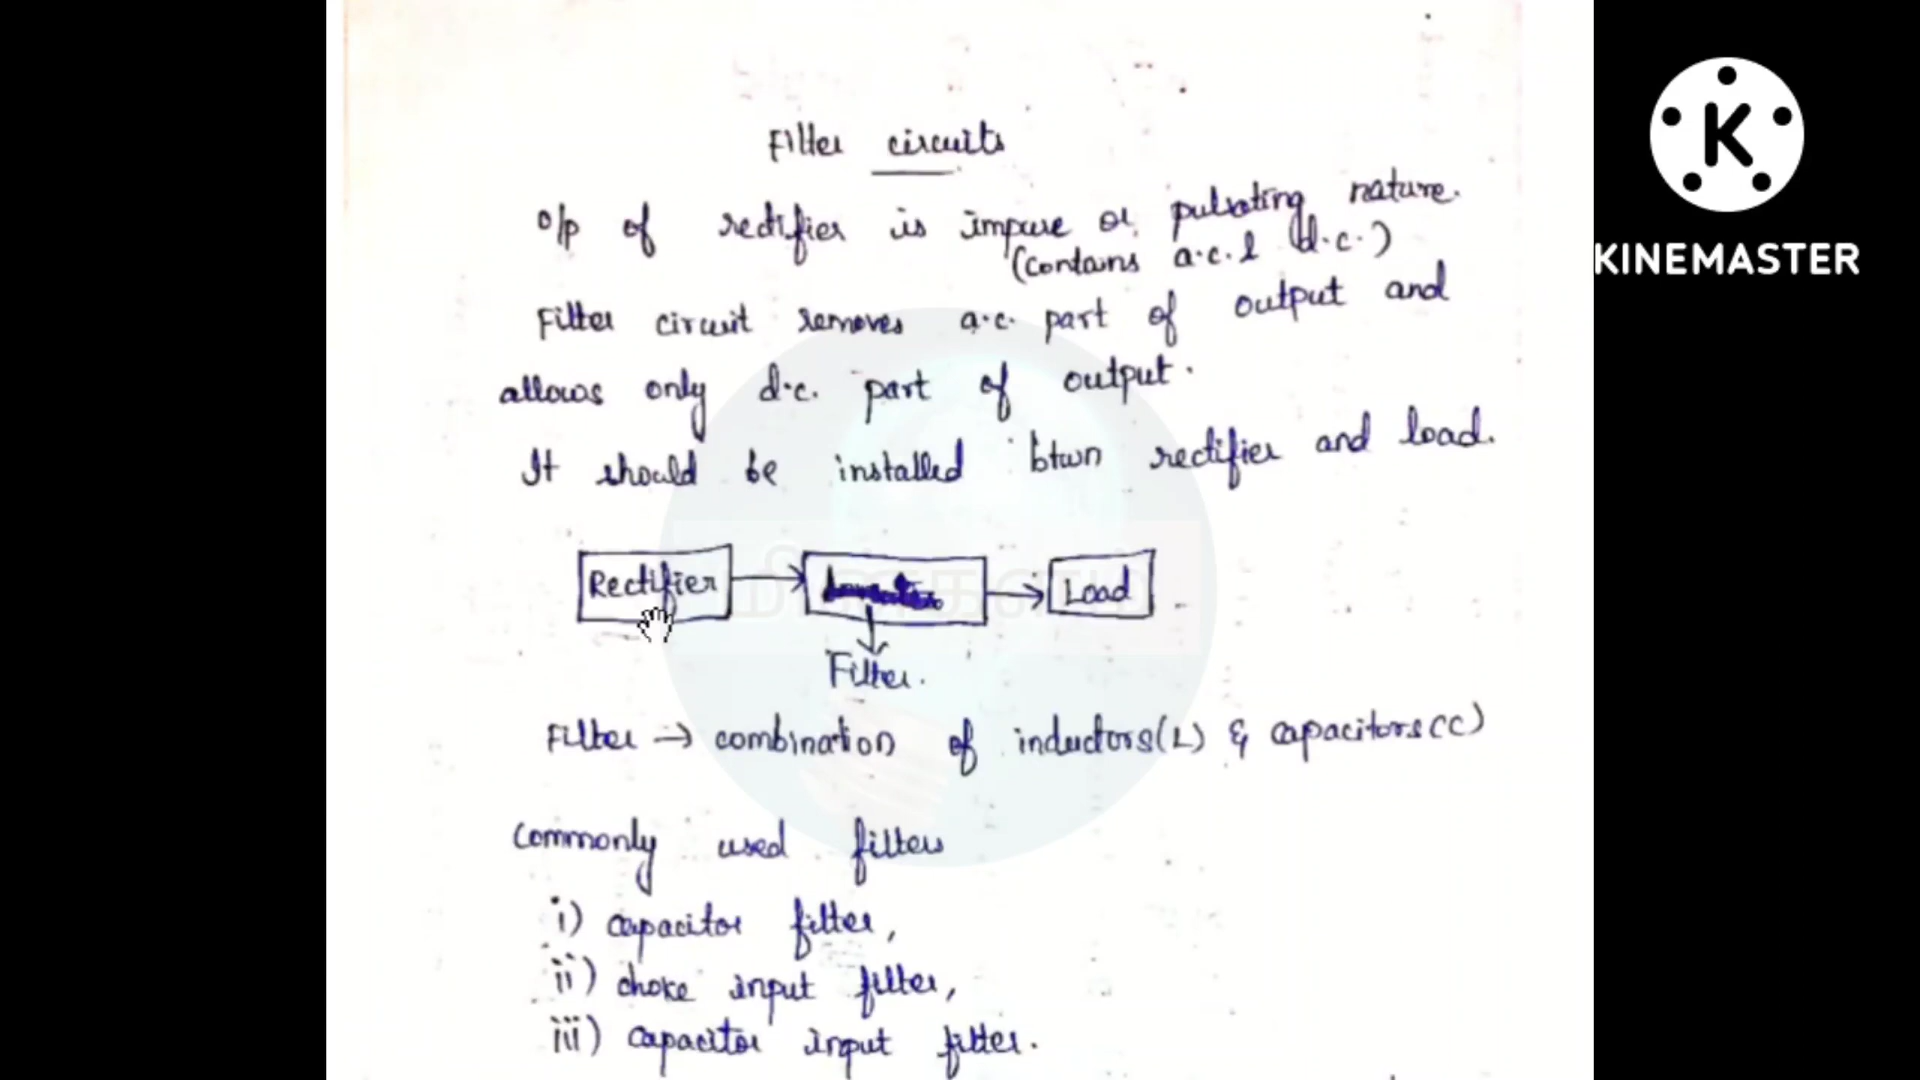 Filter circuits
o/p of rectifier is impure or pulsating nature.
(contains a.c. & d.c.)
Filter circuit removes a.c. part of output and
allows only d.c. part of output.
It should be installed btwn rectifier and load.
Rectifier
Load
Filter.
Filter → combination of inductors(L) & capacitors(C)
commonly used filters
i) capacitor filter,
ii) choke input filter,
iii) capacitor input filter.
K
KINEMASTER